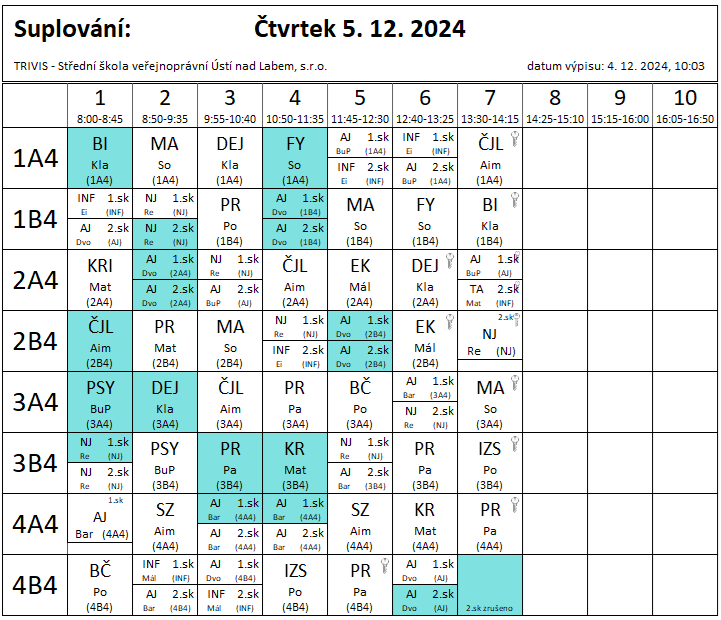 Suplování: Čtvrtek 5. 12. 2024
TRIVIS - Střední škola veřejnoprávní Ústí nad Labem, s.r.o. datum výpisu: 4. 12. 2024, 10:03
1 2 3 4 5 6 7 8 9 10
8:00-8:45 8:50-9:35 9:55-10:40 10:50-11:35 11:45-12:30 12:40-13:25 13:30-14:15 14:25-15:10 15:15-16:00 16:05-16:50
1A4
BI
Kla
(1A4)
MA
So
(1A4)
DEJ
Kla
(1A4)
FY
So
(1A4)
AJ 1.sk
BuP (1A4)
INF 2.sk
Ei (INF)
INF 1.sk
Ei (INF)
AJ 2.sk
BuP (1A4)
ČJL
Aim
(1A4)
1B4
INF 1.sk
Ei (INF)
AJ 2.sk
Dvo (AJ)
NJ 1.sk
Re (NJ)
NJ 2.sk
Re (NJ)
PR
Po
(1B4)
AJ 1.sk
Dvo (1B4)
AJ 2.sk
Dvo (1B4)
MA
So
(1B4)
FY
So
(1B4)
BI
Kla
(1B4)
2A4
KRI
Mat
(2A4)
AJ 1.sk
Dvo (2A4)
AJ 2.sk
Dvo (2A4)
NJ 1.sk
Re (NJ)
AJ 2.sk
BuP (AJ)
ČJL
Aim
(2A4)
EK
Mál
(2A4)
DEJ
Kla
(2A4)
AJ 1.sk
BuP (AJ)
TA 2.sk
Mat (INF)
2B4
ČJL
Aim
(2B4)
PR
Mat
(2B4)
MA
So
(2B4)
NJ 1.sk
Re (NJ)
INF 2.sk
Ei (INF)
AJ 1.sk
Dvo (2B4)
AJ 2.sk
Dvo (2B4)
EK
Mál
(2B4)
2.sk
NJ
Re (NJ)
3A4
PSY
BuP
(3A4)
DEJ
Kla
(3A4)
ČJL
Aim
(3A4)
PR
Pa
(3A4)
BČ
Po
(3A4)
AJ 1.sk
Bar (3A4)
NJ 2.sk
Re (NJ)
MA
So
(3A4)
3B4
NJ 1.sk
Re (NJ)
NJ 2.sk
Re (NJ)
PSY
BuP
(3B4)
PR
Pa
(3B4)
KR
Mat
(3B4)
NJ 1.sk
Re (NJ)
AJ 2.sk
Bar (3B4)
PR
Pa
(3B4)
IZS
Po
(3B4)
4A4
1.sk
AJ
Bar (4A4)
SZ
Aim
(4A4)
AJ 1.sk
Bar (4A4)
AJ 2.sk
Bar (4A4)
AJ 1.sk
Bar (4A4)
AJ 2.sk
Bar (4A4)
SZ
Aim
(4A4)
KR
Mat
(4A4)
PR
Pa
(4A4)
4B4
BČ
Po
(4B4)
INF 1.sk
Mál (INF)
AJ 2.sk
Bar (4B4)
AJ 1.sk
Dvo (4B4)
INF 2.sk
Mál (INF)
IZS
Po
(4B4)
PR
Pa
(4B4)
AJ 1.sk
Dvo (AJ)
AJ 2.sk
Dvo (AJ)
2.sk zrušeno